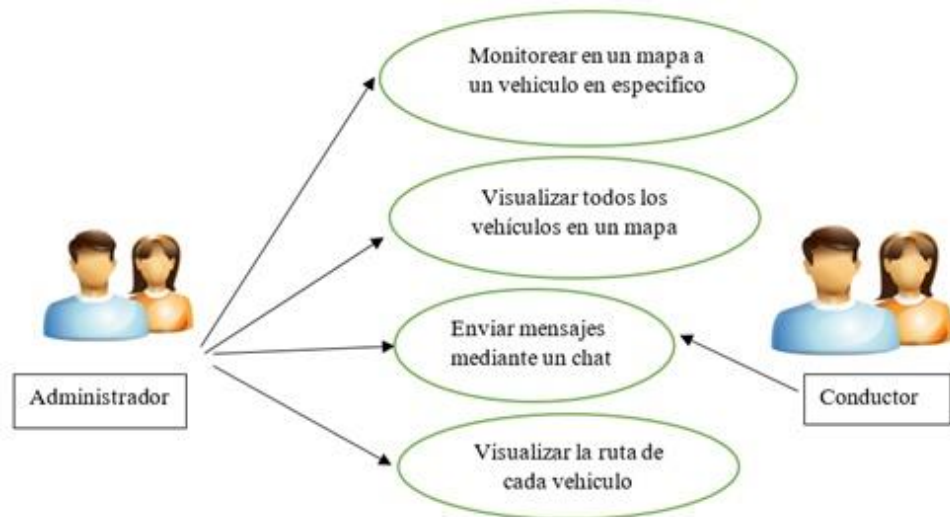 Monitorear en un mapa a
un vehiculo en especifico
Visualizar todos los
vehículos en un mapa
Enviar mensajes
mediante un chat
Administrador
Conductor
Visualizar la ruta de
cada vehiculo